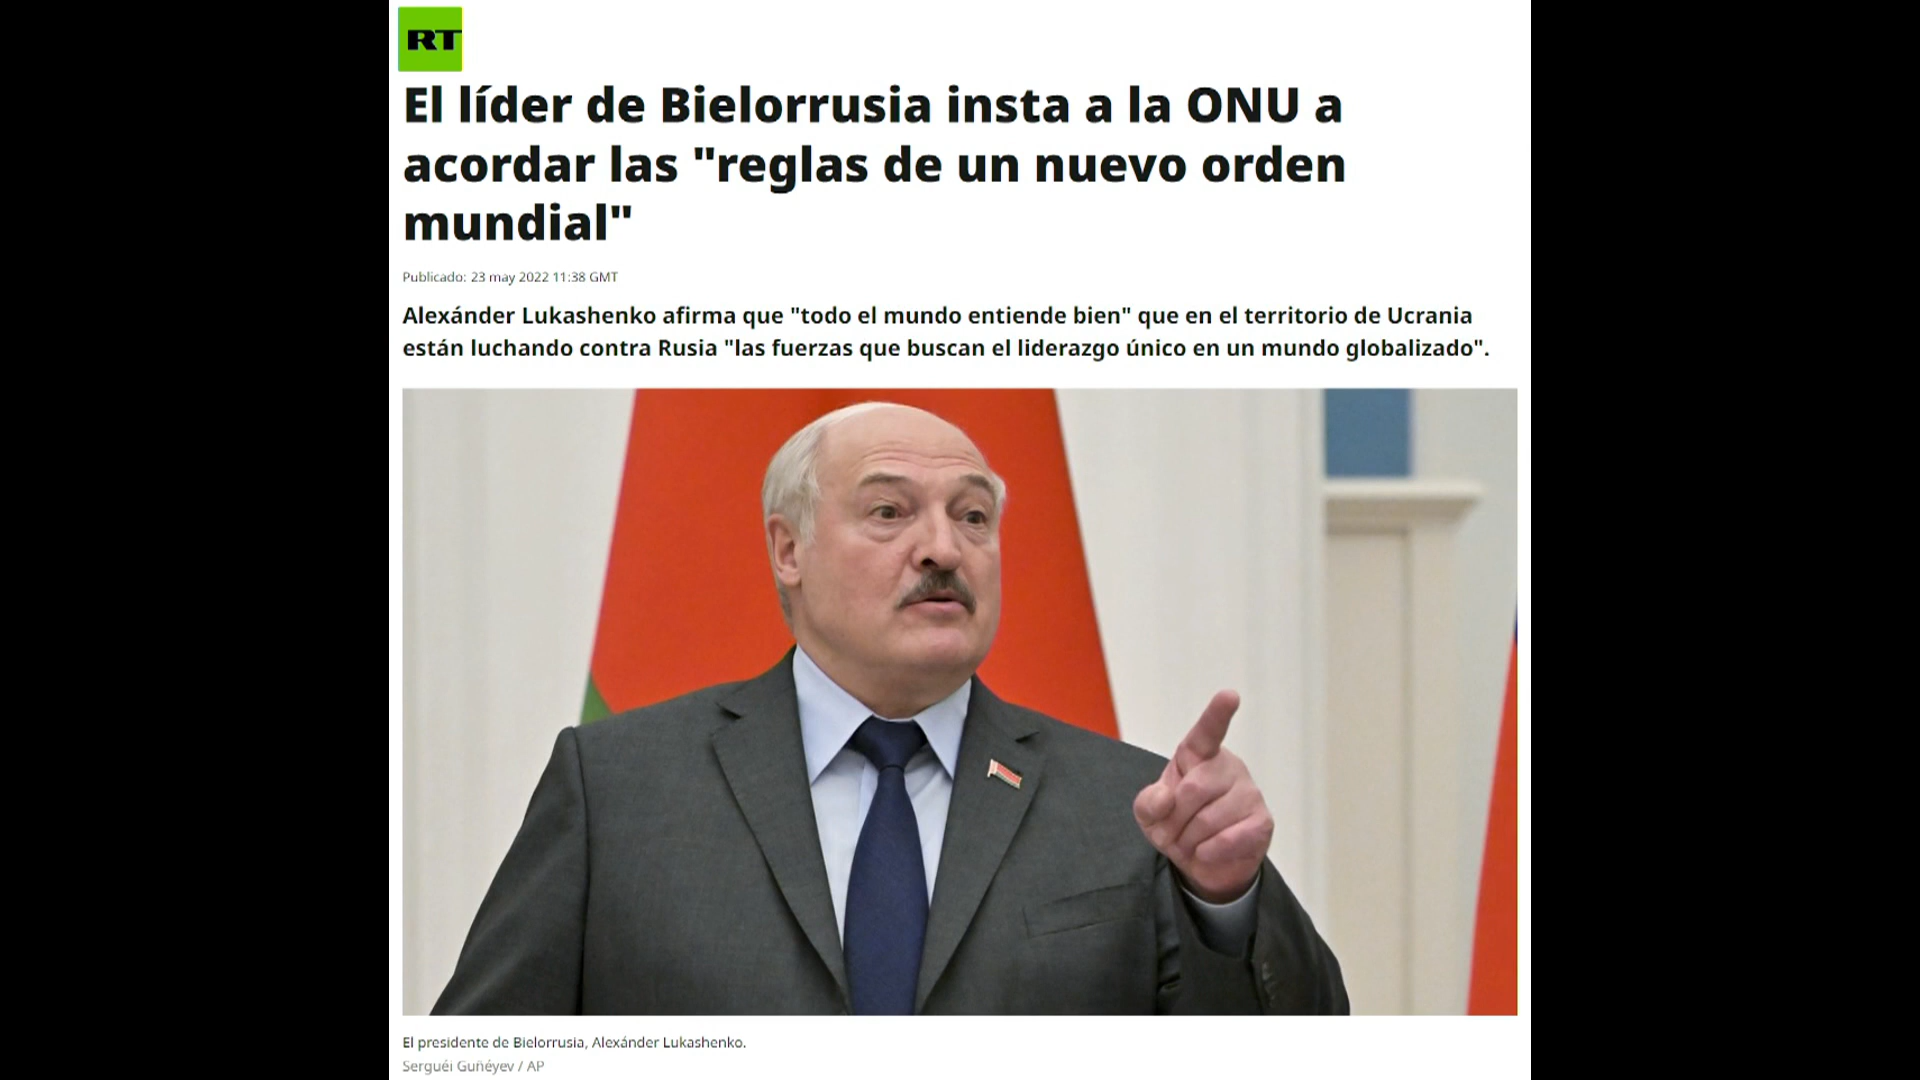 RT
El líder de Bielorrusia insta a la ONU a
acordar las "reglas de un nuevo orden
mundial"
Publicado: 23 may 2022 11:38 GMT
Alexánder Lukashenko afirma que "todo el mundo entiende bien" que en el territorio de Ucrania
están luchando contra Rusia "las fuerzas que buscan el liderazgo único en un mundo globalizado".
El presidente de Bielorrusia, Alexánder Lukashenko.
Serguéi Guñéyev / AP